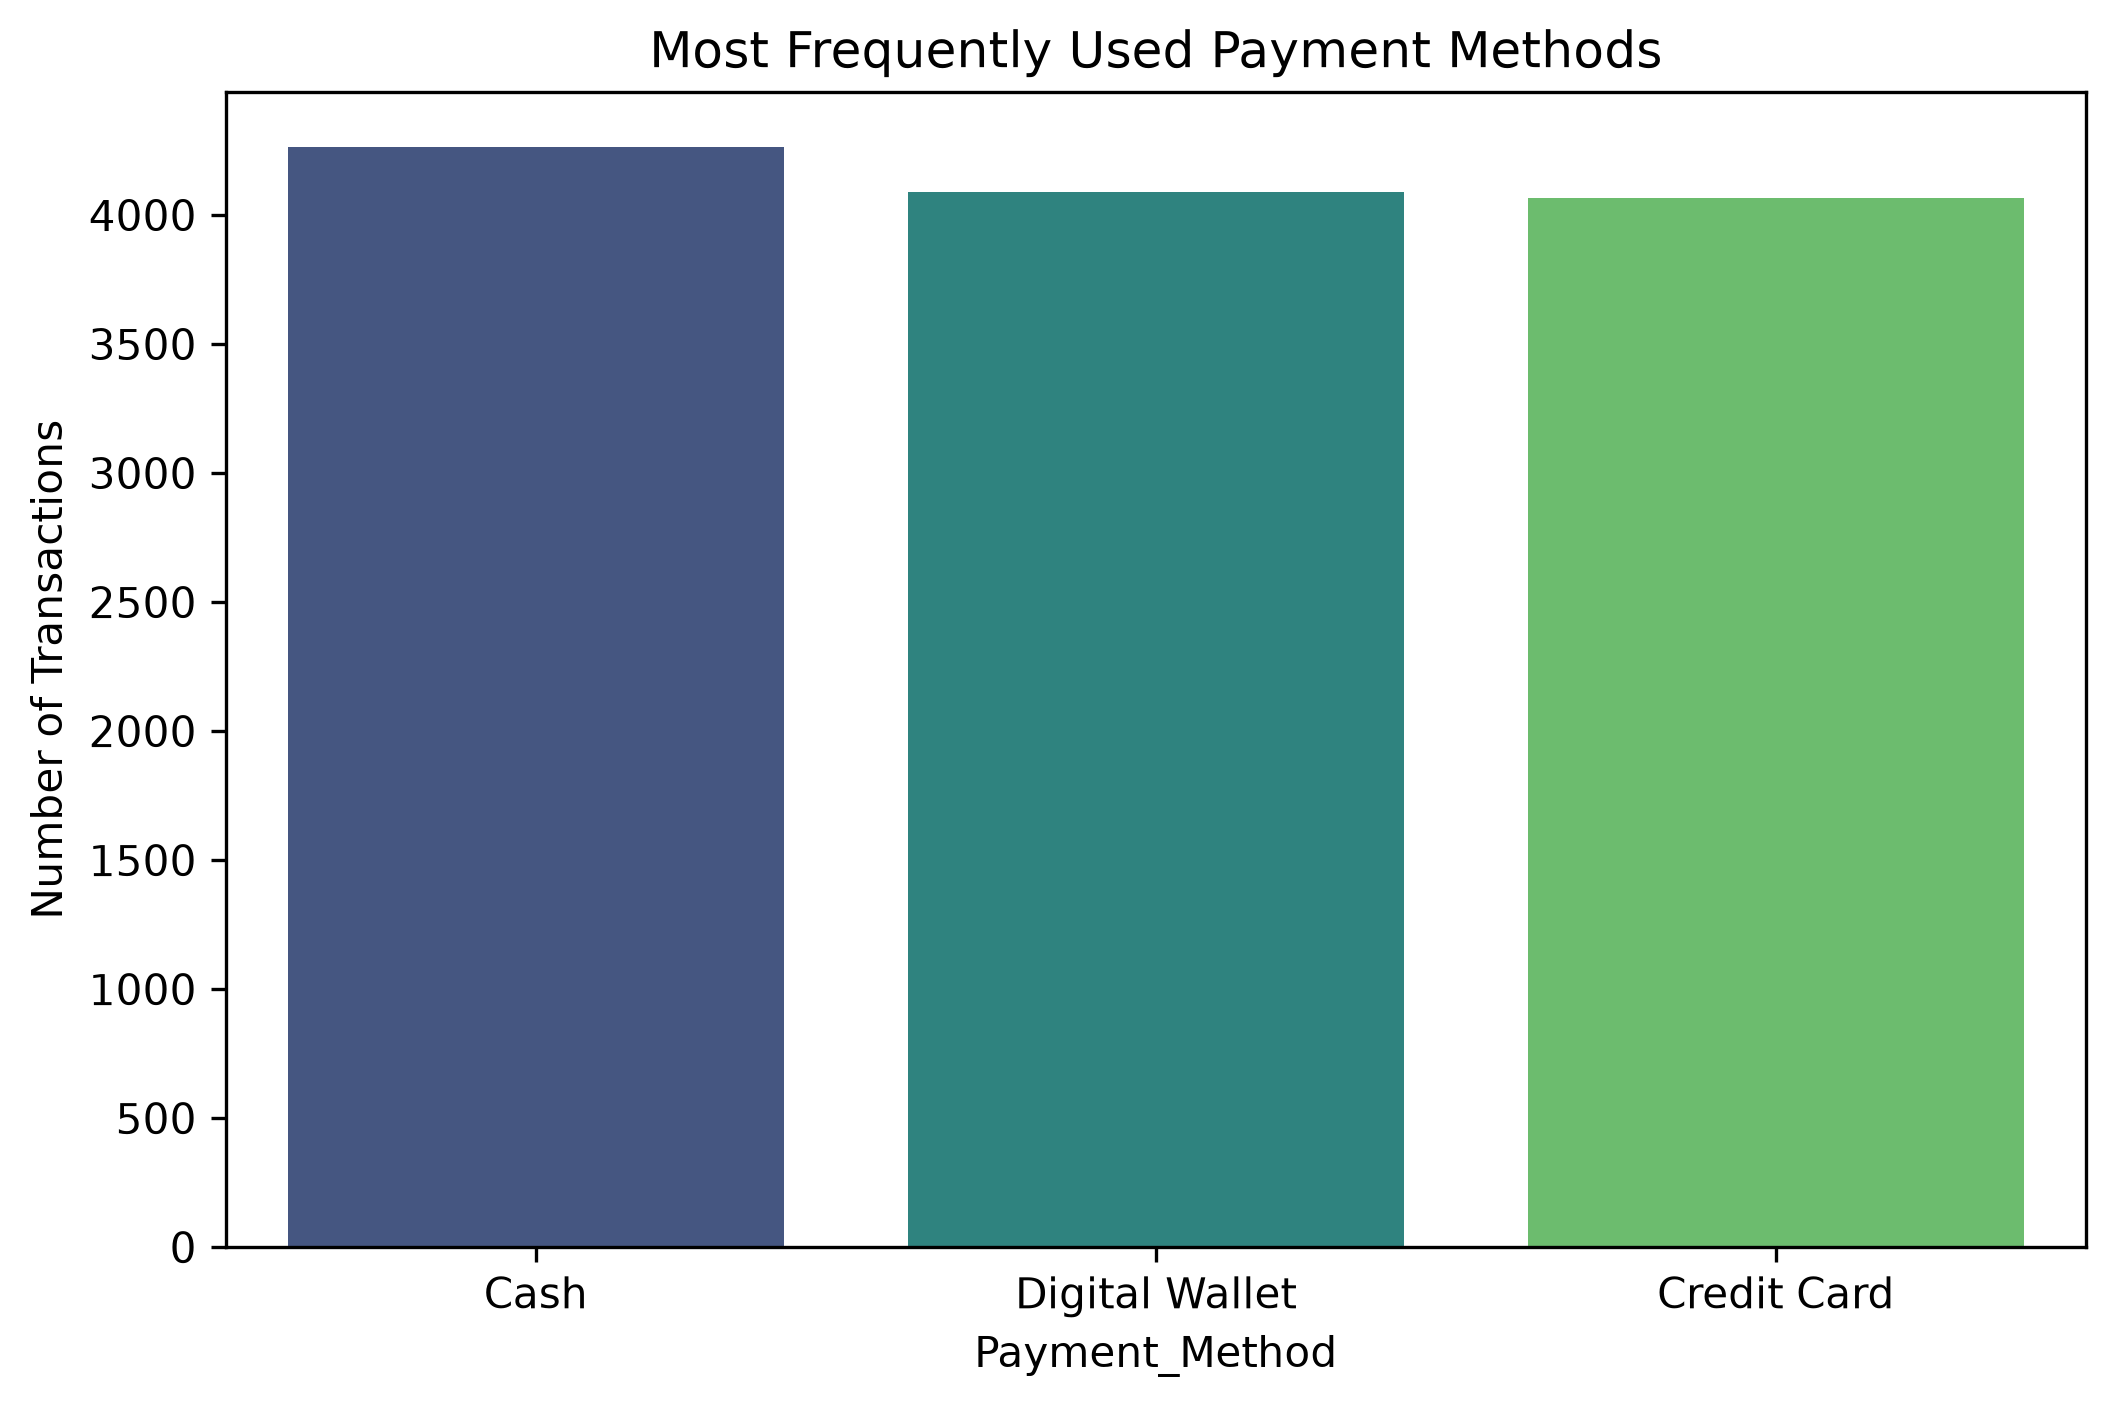 Most Frequently Used Payment Methods
Number of Transactions
4000
3500
3000
2500
2000
1500
1000
500
0
Cash Digital Wallet Credit Card
Payment_Method